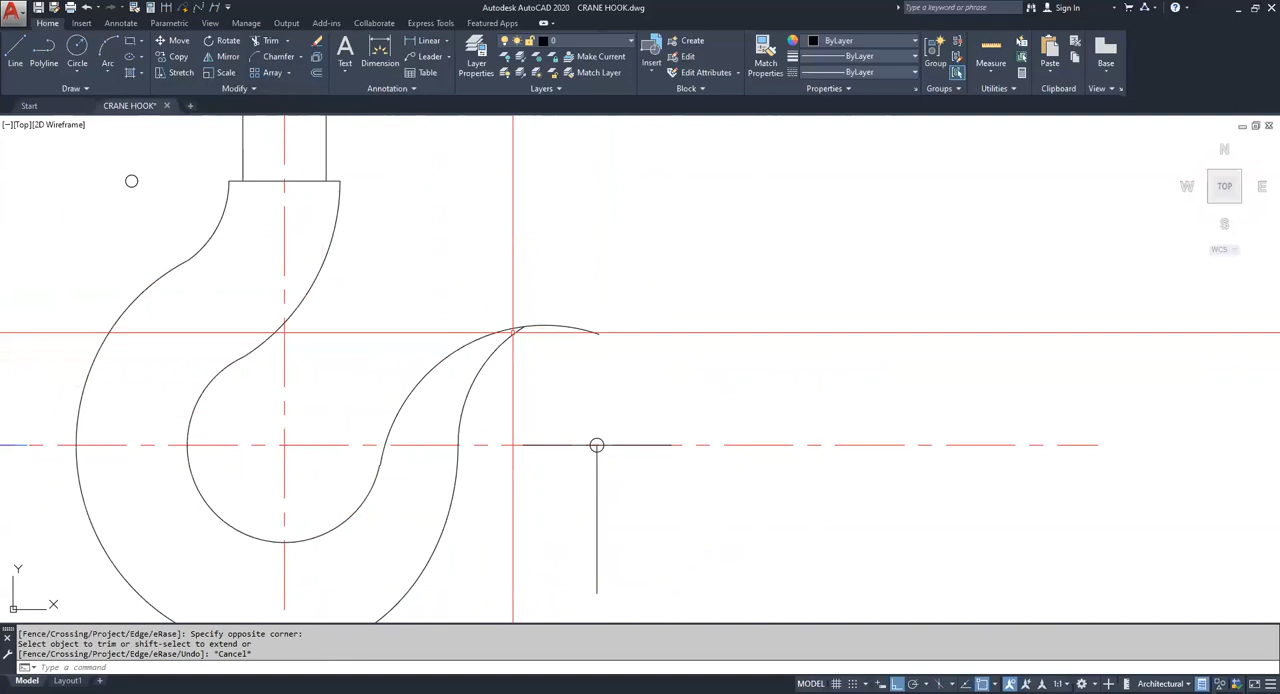 Autodesk AutoCAD 2020 CRANE HOOK.dwg
Type a keyword or phrase
Sign In
Home Insert Annotate Parametric View Manage Output Add-ins Collaborate Express Tools Featured Apps
Line Polyline Circle Arc
Move Rotate Trim
Copy Mirror Chamfer
Stretch Scale Array
Text Dimension
Linear
Leader
Table
Layer Properties
0
Make Current
Match Layer
Insert
Create
Edit
Edit Attributes
Match Properties
ByLayer
ByLayer
ByLayer
Group
Measure
Paste
Base
Draw Modify Annotation Layers Block Properties Groups Utilities Clipboard View
Start CRANE HOOK*
[−][Top][2D Wireframe]
N
W TOP E
S
WCS
Y
X
[Fence/Crossing/Project/Edge/eRase]: Specify opposite corner:
Select object to trim or shift-select to extend or
[Fence/Crossing/Project/Edge/eRase/Undo]: *Cancel*
Type a command
Model Layout1
MODEL 1:1 Architectural